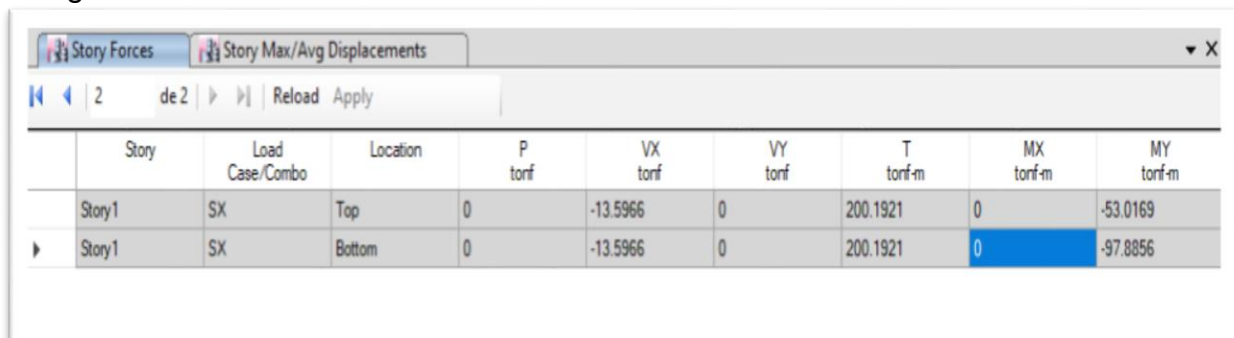 Story Forces Story Max/Avg Displacements
2 de 2 Reload Apply
Story Load Case/Combo Location P tonf VX tonf VY tonf T tonf-m MX tonf-m MY tonf-m
Story1 SX Top 0 -13.5966 0 200.1921 0 -53.0169
Story1 SX Bottom 0 -13.5966 0 200.1921 0 -97.8856